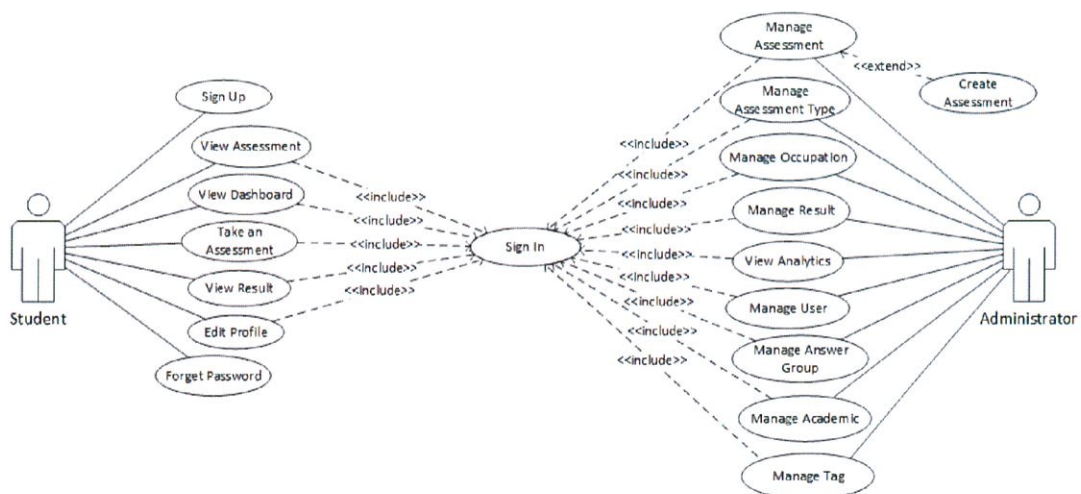 Manage
Assessment
<<extend>>
Create
Assessment
Sign Up
Manage
Assessment Type
View Assessment
<<include>>
Manage Occupation
<<include>>
View Dashboard
<<include>>
<<include>>
Manage Result
<<include>>
<<include>>
Take an
Assessment
<<include>>
Sign In
<<include>>
View Analytics
<<include>>
View Result
<<include>>
<<include>>
Manage User
Student
Administrator
Edit Profile
<<include>>
<<include>>
Manage Answer
Group
<<include>>
Forget Password
Manage Academic
Manage Tag